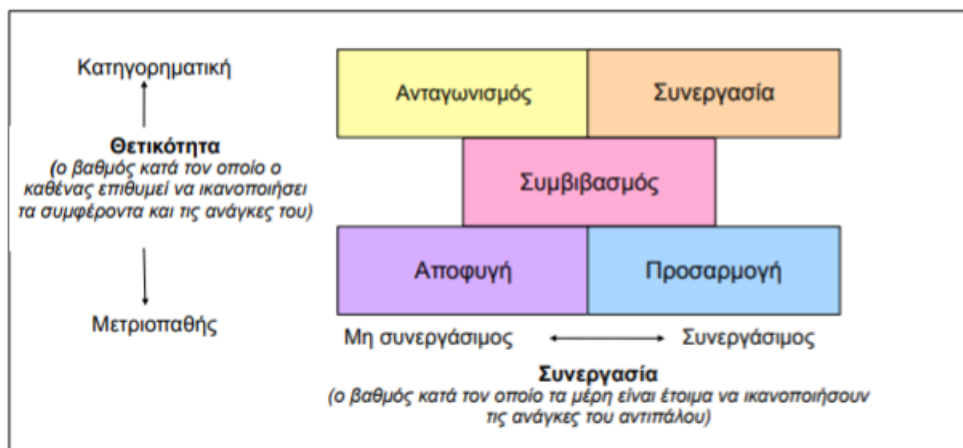 Κατηγορηματική
Θετικότητα
(ο βαθμός κατά τον οποίο ο
καθένας επιθυμεί να ικανοποιήσει
τα συμφέροντα και τις ανάγκες του)
Μετριοπαθής
Ανταγωνισμός
Συνεργασία
Συμβιβασμός
Αποφυγή
Προσαρμογή
Μη συνεργάσιμος
Συνεργάσιμος
Συνεργασία
(ο βαθμός κατά τον οποίο τα μέρη είναι έτοιμα να ικανοποιήσουν
τις ανάγκες του αντιπάλου)